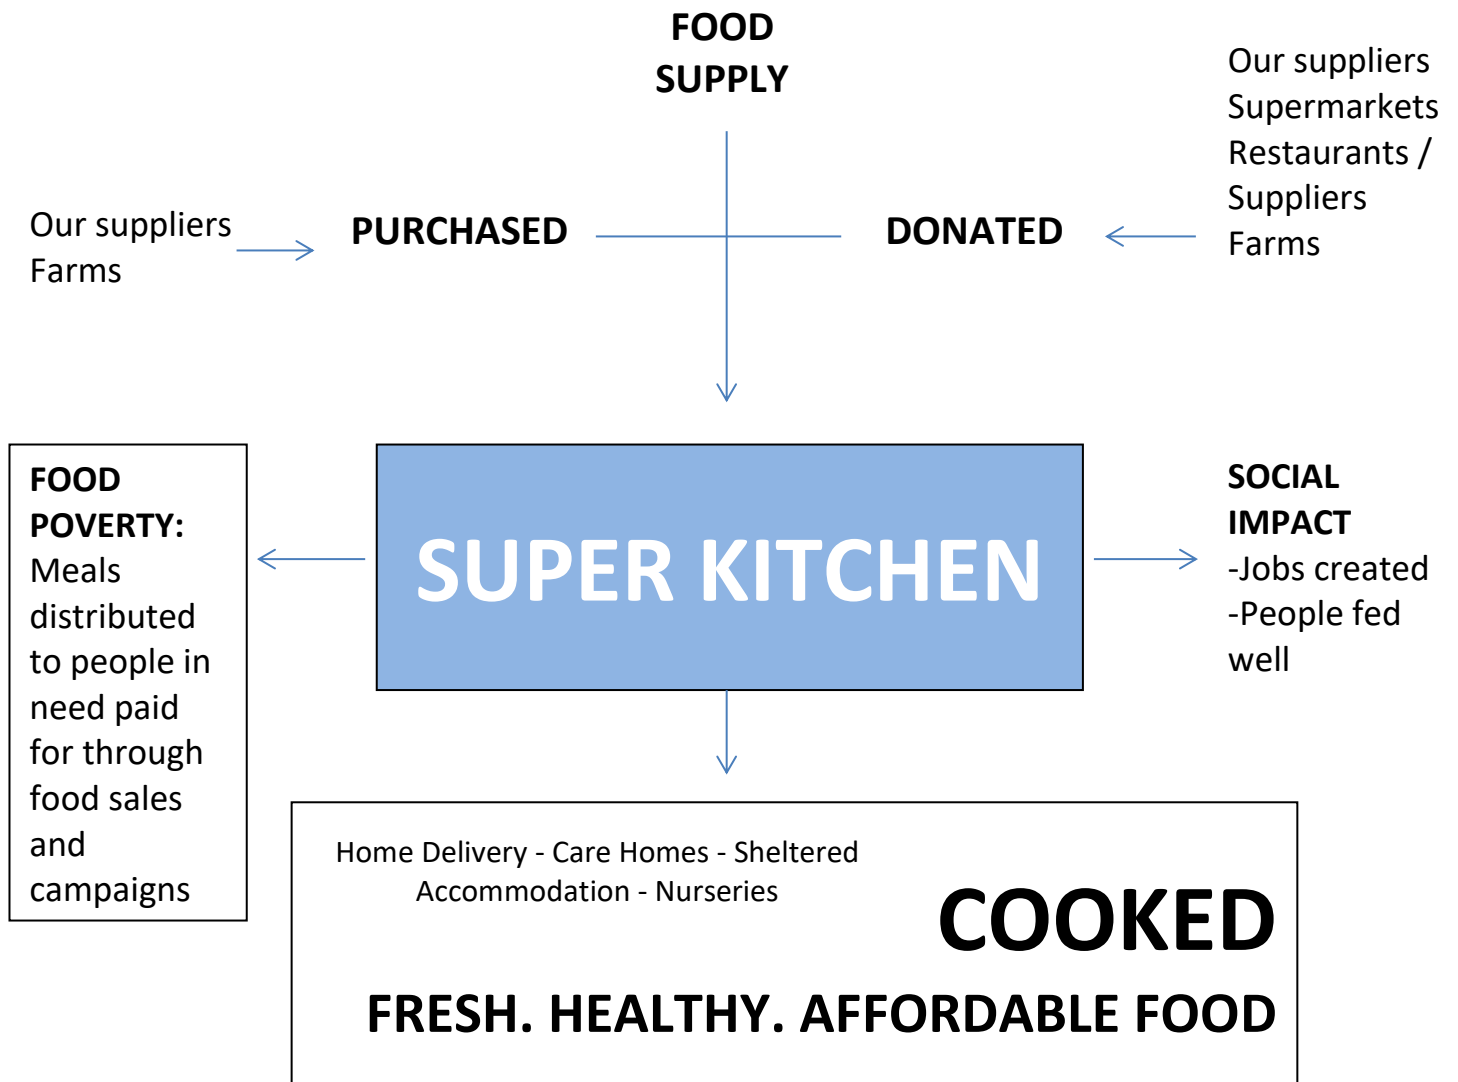 FOOD
SUPPLY
Our suppliers
Supermarkets
Restaurants /
Suppliers
Farms
Our suppliers
Farms
PURCHASED
DONATED
FOOD
POVERTY:
Meals
distributed
to people in
need paid
for through
food sales
and
campaigns
SUPER KITCHEN
SOCIAL
IMPACT
-Jobs created
-People fed
well
Home Delivery - Care Homes - Sheltered
Accommodation - Nurseries
COOKED
FRESH. HEALTHY. AFFORDABLE FOOD